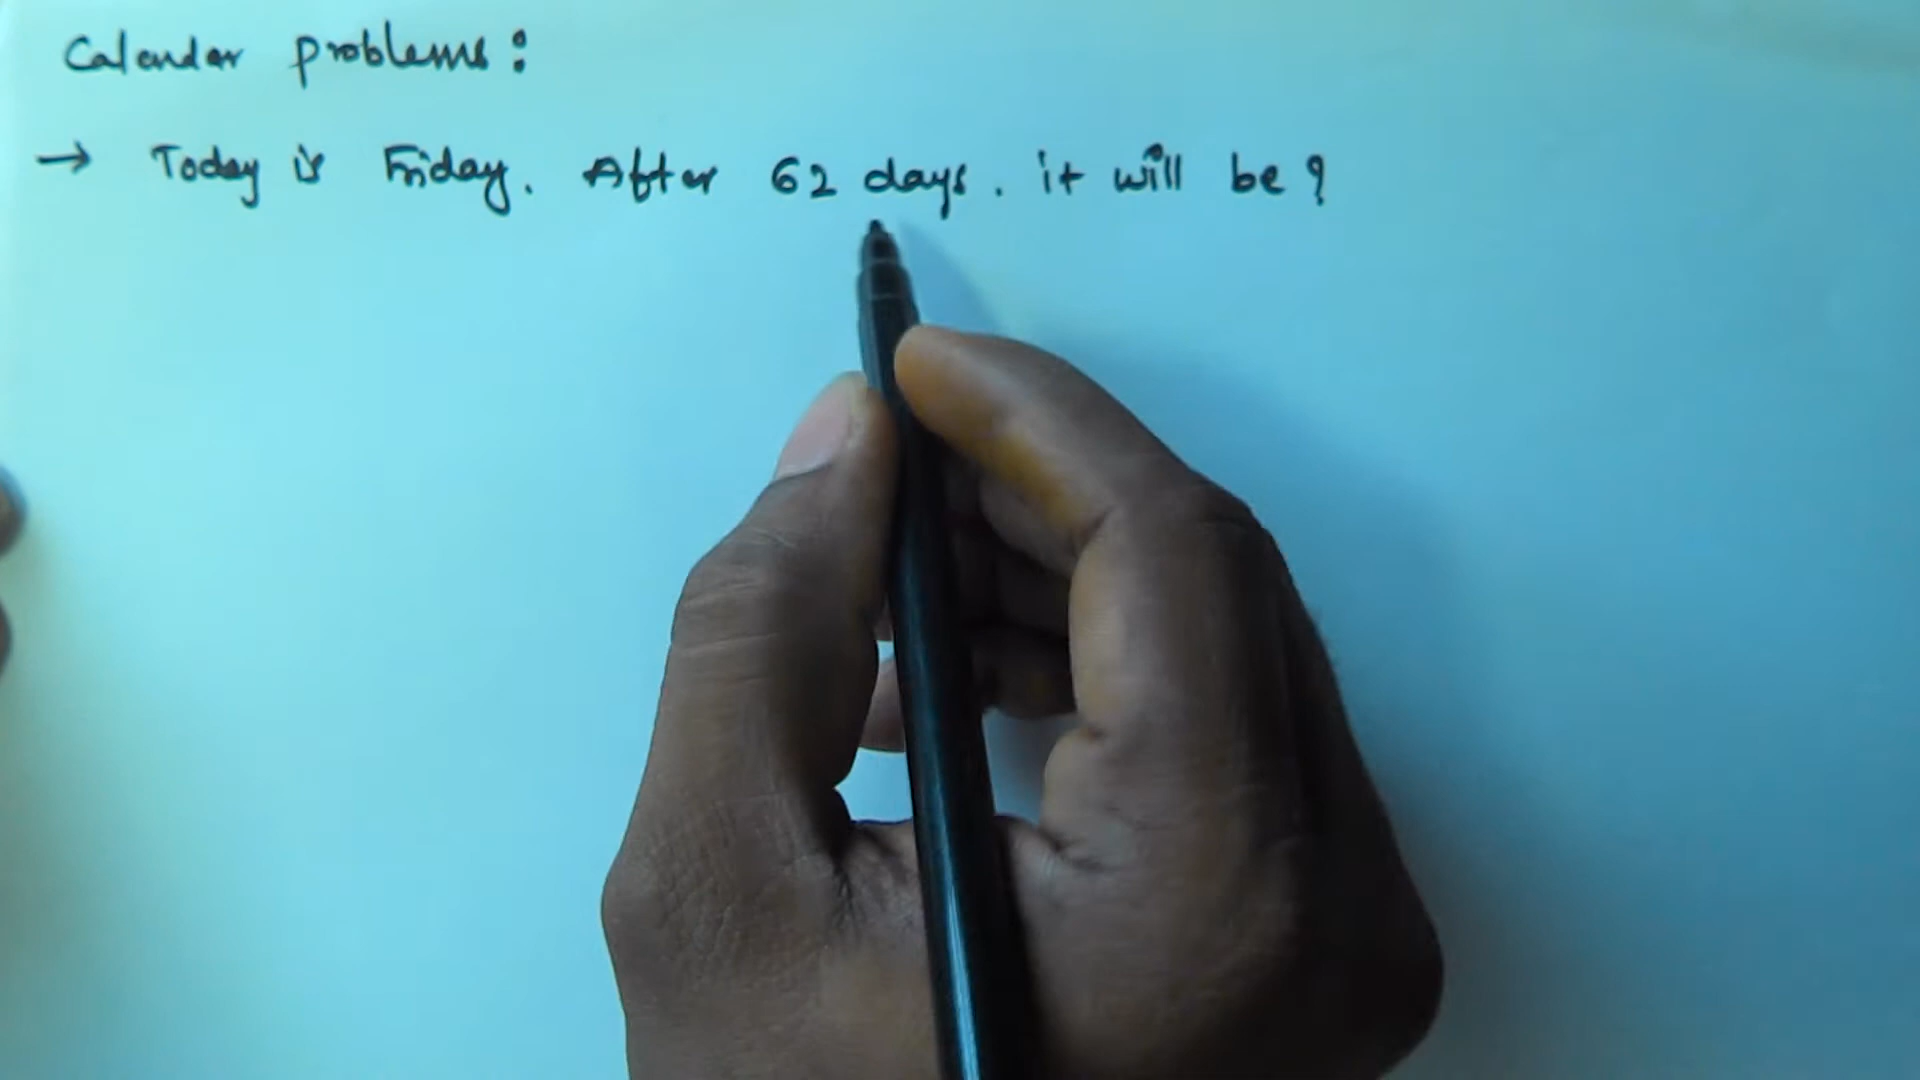 Calendar problems:
→ Today is Friday. After 62 days. it will be?